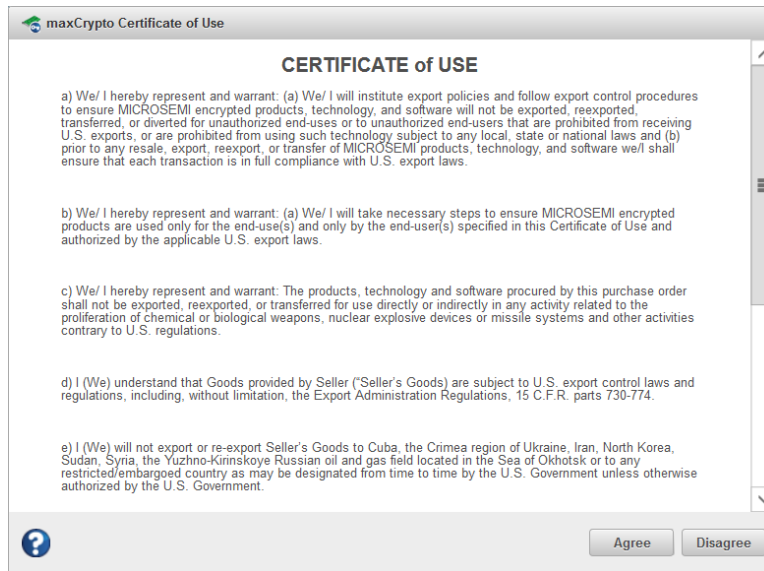 maxCrypto Certificate of Use
CERTIFICATE of USE
a) We/ I hereby represent and warrant: (a) We/ I will institute export policies and follow export control procedures
to ensure MICROSEMI encrypted products, technology, and software will not be exported, reexported,
transferred, or diverted for unauthorized end-uses or to unauthorized end-users that are prohibited from receiving
U.S. exports, or are prohibited from using such technology subject to any local, state or national laws and (b)
prior to any resale, export, reexport, or transfer of MICROSEMI products, technology, and software we/I shall
ensure that each transaction is in full compliance with U.S. export laws.
b) We/ I hereby represent and warrant: (a) We/ I will take necessary steps to ensure MICROSEMI encrypted
products are used only for the end-use(s) and only by the end-user(s) specified in this Certificate of Use and
authorized by the applicable U.S. export laws.
c) We/ I hereby represent and warrant: The products, technology and software procured by this purchase order
shall not be exported, reexported, or transferred for use directly or indirectly in any activity related to the
proliferation of chemical or biological weapons, nuclear explosive devices or missile systems and other activities
contrary to U.S. regulations.
d) I (We) understand that Goods provided by Seller (“Seller’s Goods) are subject to U.S. export control laws and
regulations, including, without limitation, the Export Administration Regulations, 15 C.F.R. parts 730-774.
e) I (We) will not export or re-export Seller’s Goods to Cuba, the Crimea region of Ukraine, Iran, North Korea,
Sudan, Syria, the Yuzhno-Kirinskoye Russian oil and gas field located in the Sea of Okhotsk or to any
restricted/embargoed country as may be designated from time to time by the U.S. Government unless otherwise
authorized by the U.S. Government.
?
Agree
Disagree